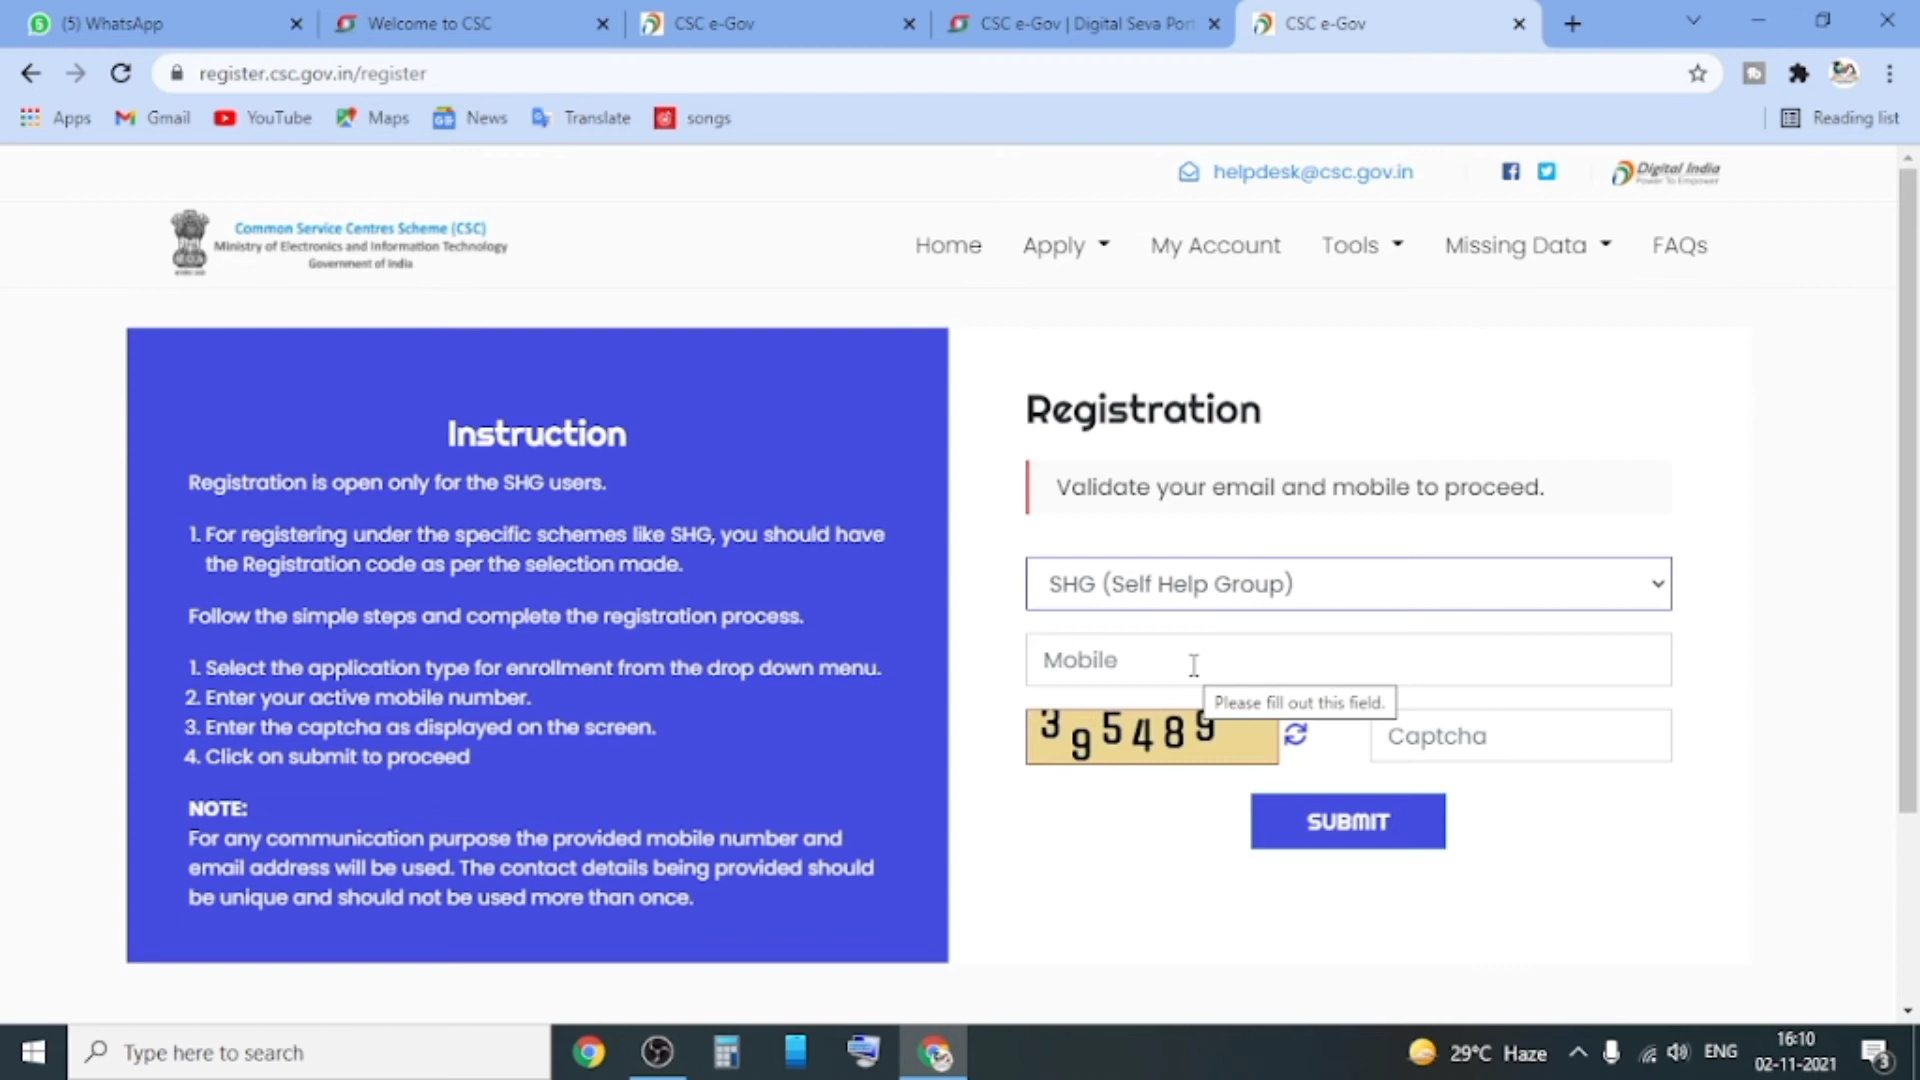 (5) WhatsApp
Welcome to CSC
CSC e-Gov
CSC e-Gov | Digital Seva Port
CSC e-Gov
register.csc.gov.in/register
Apps
Gmail
YouTube
Maps
News
Translate
songs
Reading list
helpdesk@csc.gov.in
Digital India
Power To Empower
Common Service Centres Scheme (CSC)
Ministry of Electronics and Information Technology
Government of India
Home
Apply
My Account
Tools
Missing Data
FAQs
Instruction
Registration is open only for the SHG users.
1. For registering under the specific schemes like SHG, you should have
the Registration code as per the selection made.
Follow the simple steps and complete the registration process.
1. Select the application type for enrollment from the drop down menu.
2. Enter your active mobile number.
3. Enter the captcha as displayed on the screen.
4. Click on submit to proceed
NOTE:
For any communication purpose the provided mobile number and
email address will be used. The contact details being provided should
be unique and should not be used more than once.
Registration
Validate your email and mobile to proceed.
SHG (Self Help Group)
Mobile
Please fill out this field.
395489
Captcha
SUBMIT
Type here to search
29°C Haze
ENG
16:10
02-11-2021
3